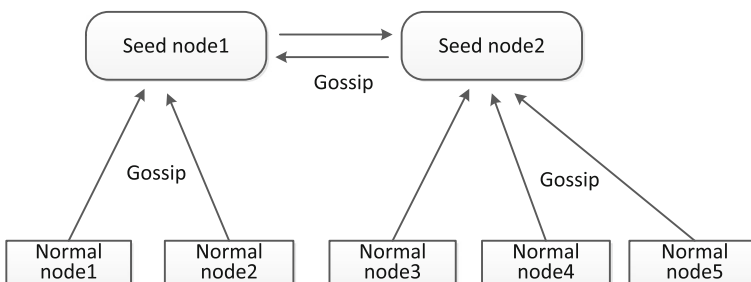 Seed node1
Seed node2
Gossip
Gossip
Gossip
Normal
node1
Normal
node2
Normal
node3
Normal
node4
Normal
node5